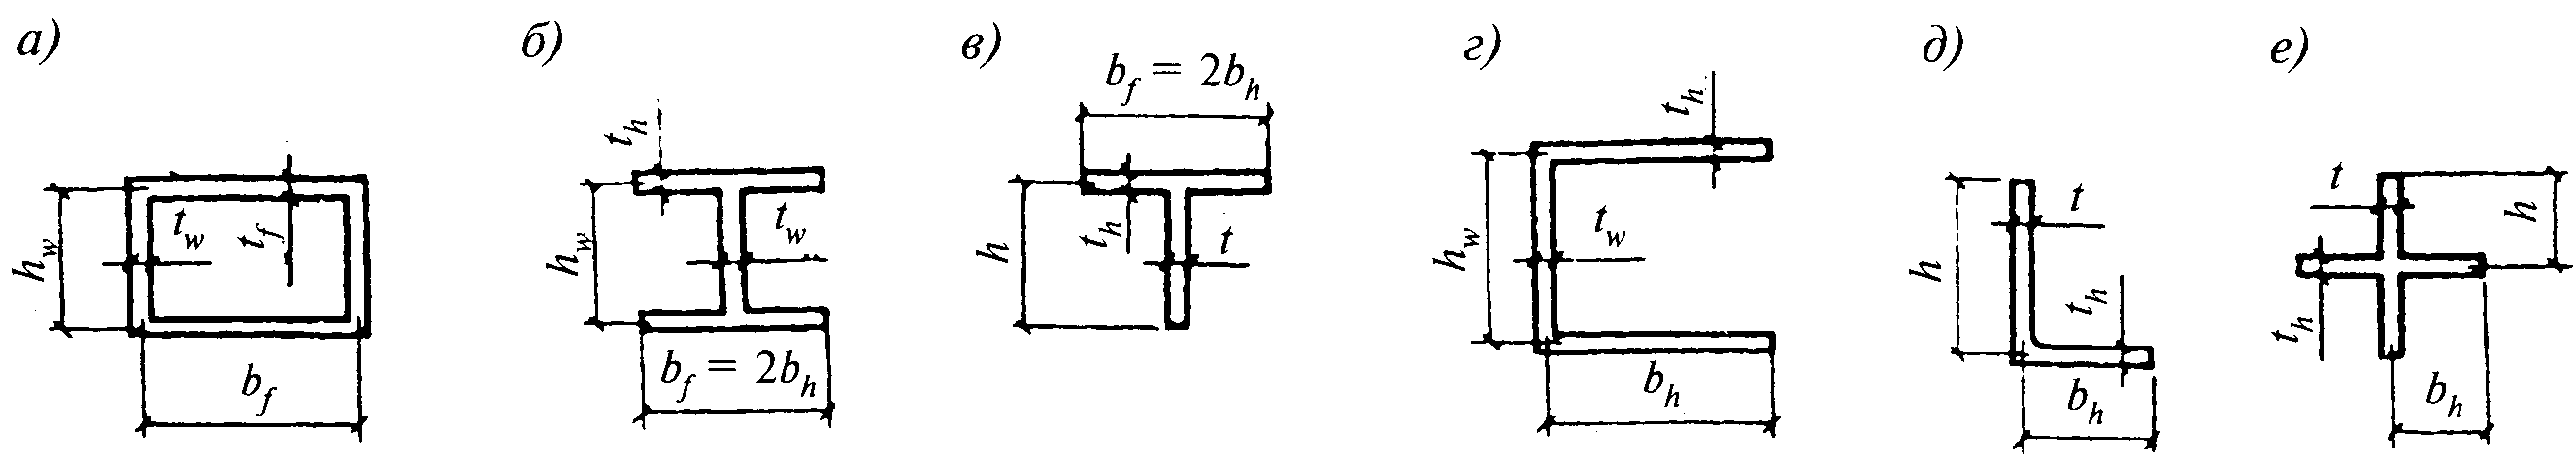 а)
h_w
t_w
t_f
b_f
б)
t_h
h_w
t_w
b_f = 2b_h
в)
b_f = 2b_h
h
t_h
t
г)
t_h
h_w
t_w
b_h
д)
h
t
t_h
b_h
е)
t
h
t_h
b_h